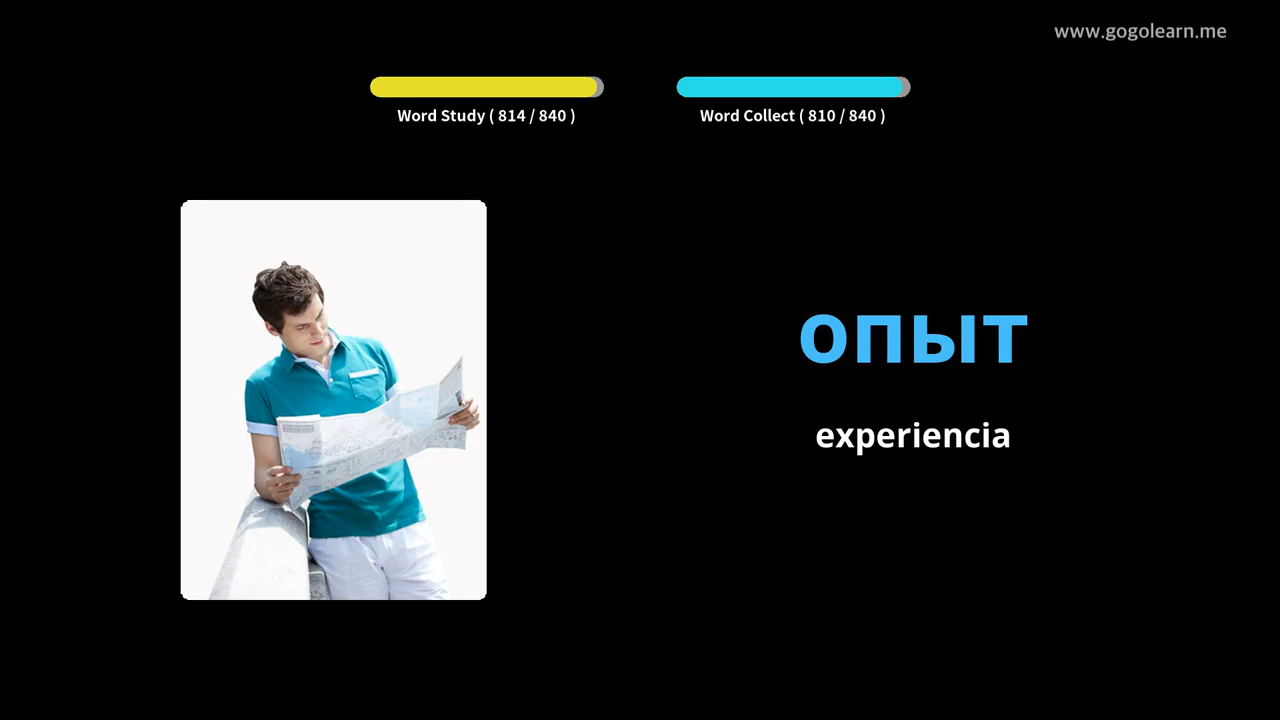 www.gogolearn.me
Word Study ( 814 / 840 )
Word Collect ( 810 / 840 )
опыт
experiencia